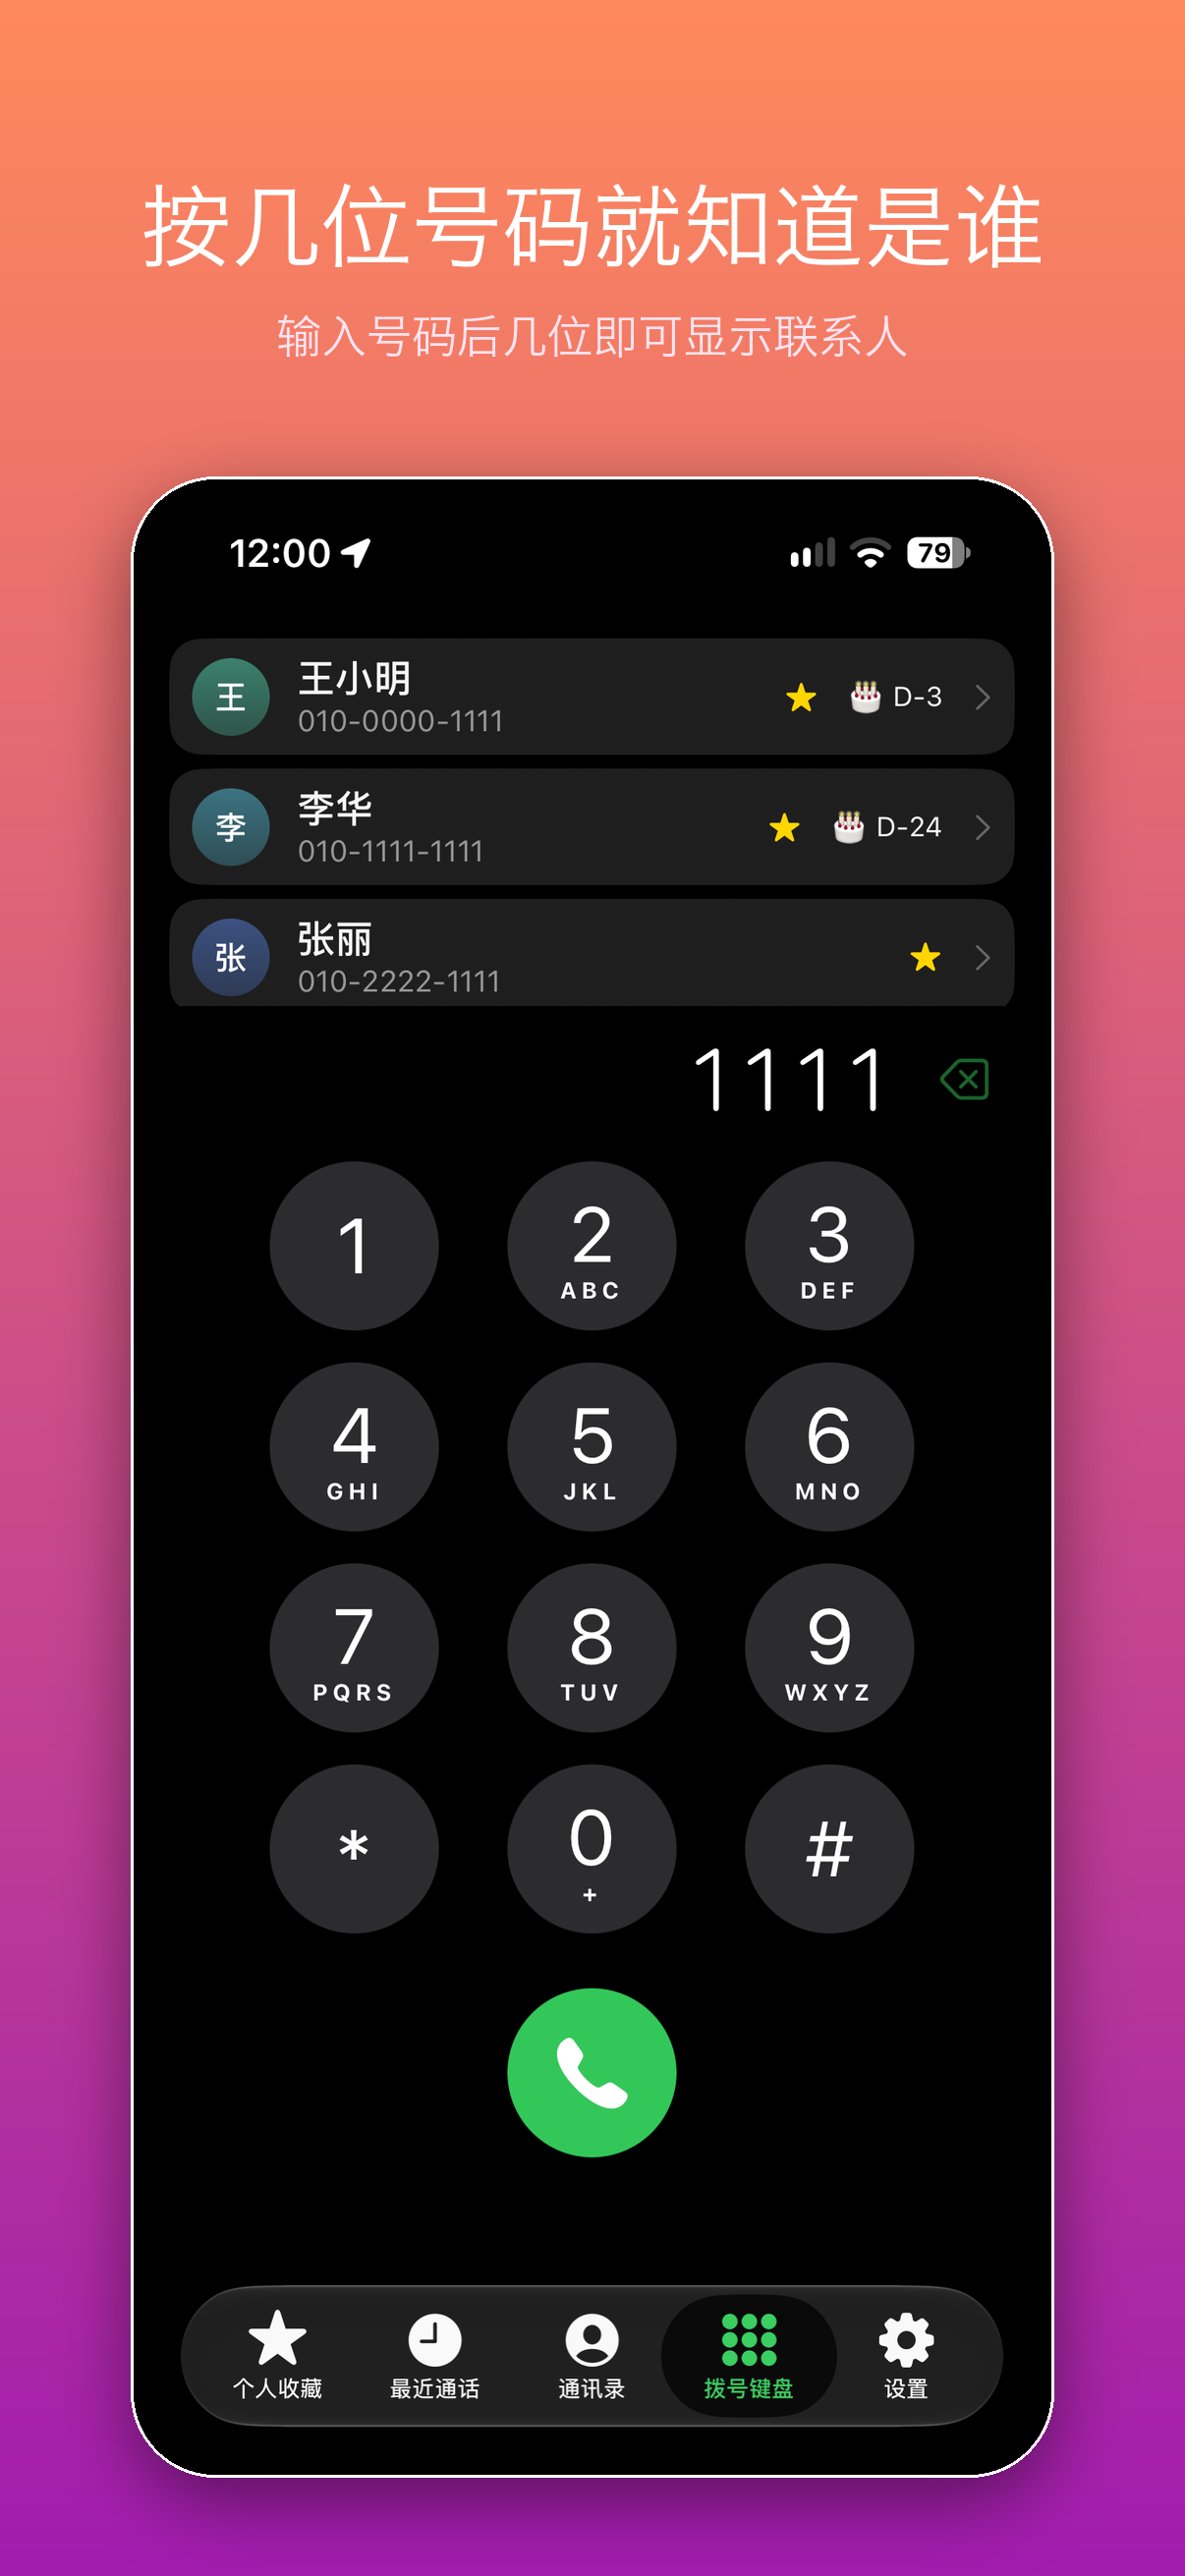 按几位号码就知道是谁
输入号码后几位即可显示联系人
12:00 79
王 王小明 D-3
010-0000-1111
李 李华 D-24
010-1111-1111
张 张丽
010-2222-1111
1111
1 2 3
ABC DEF
4 5 6
GHI JKL MNO
7 8 9
PQRS TUV WXYZ
* 0 #
+
个人收藏 最近通话 通讯录 拨号键盘 设置